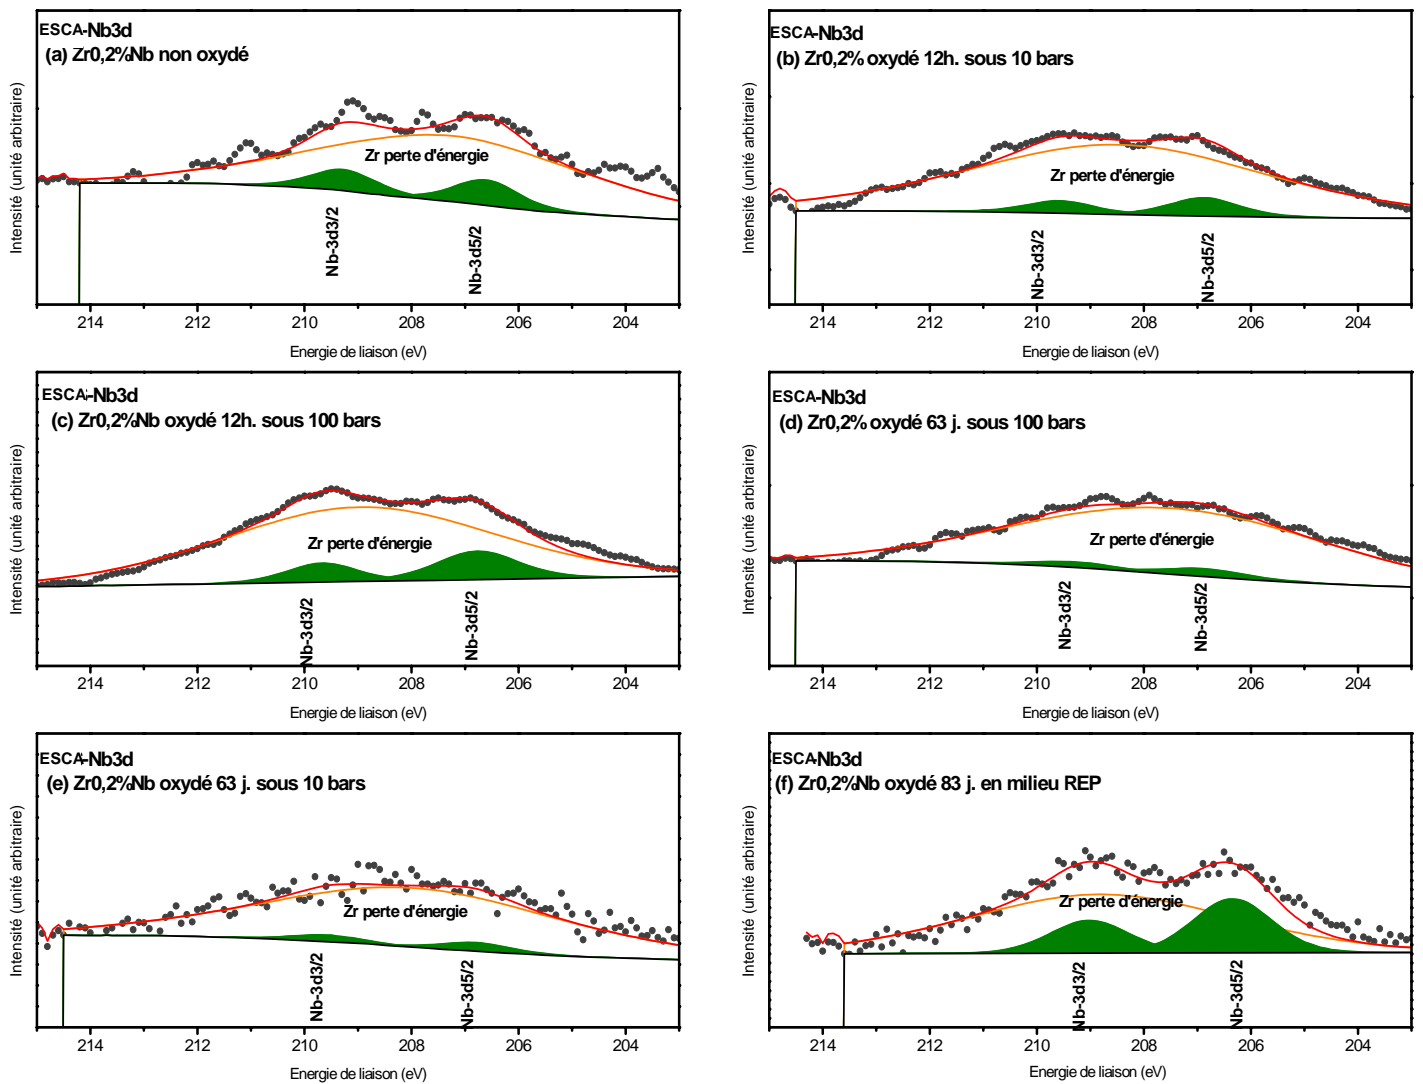 ESCA-Nb3d
(a) Zr0,2%Nb non oxydé
Intensité (unité arbitraire)
Zr perte d'énergie
Nb-3d3/2
Nb-3d5/2
214 212 210 208 206 204
Energie de liaison (eV)
ESCA-Nb3d
(b) Zr0,2% oxydé 12h. sous 10 bars
Intensité (unité arbitraire)
Zr perte d'énergie
Nb-3d3/2
Nb-3d5/2
214 212 210 208 206 204
Energie de liaison (eV)
ESCA-Nb3d
(c) Zr0,2%Nb oxydé 12h. sous 100 bars
Intensité (unité arbitraire)
Zr perte d'énergie
Nb-3d3/2
Nb-3d5/2
214 212 210 208 206 204
Energie de liaison (eV)
ESCA-Nb3d
(d) Zr0,2% oxydé 63 j. sous 100 bars
Intensité (unité arbitraire)
Zr perte d'énergie
Nb-3d3/2
Nb-3d5/2
214 212 210 208 206 204
Energie de liaison (eV)
ESCA-Nb3d
(e) Zr0,2%Nb oxydé 63 j. sous 10 bars
Intensité (unité arbitraire)
Zr perte d'énergie
Nb-3d3/2
Nb-3d5/2
214 212 210 208 206 204
Energie de liaison (eV)
ESCA-Nb3d
(f) Zr0,2%Nb oxydé 83 j. en milieu REP
Intensité (unité arbitraire)
Zr perte d'énergie
Nb-3d3/2
Nb-3d5/2
214 212 210 208 206 204
Energie de liaison (eV)